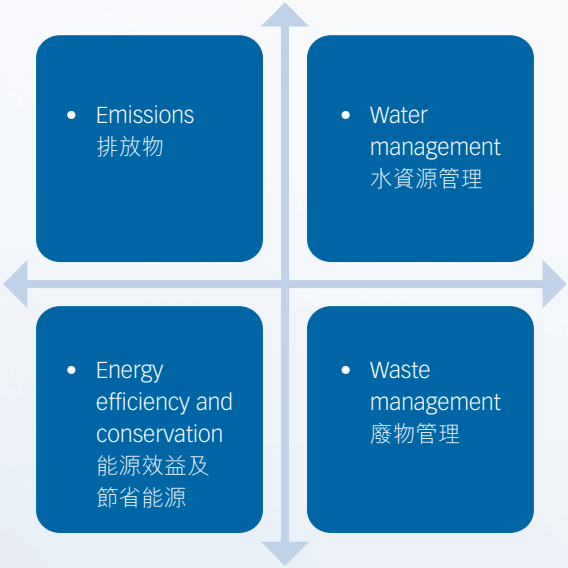 • Emissions
排放物
• Water
management
水資源管理
• Energy
efficiency and
conservation
能源效益及
節省能源
• Waste
management
廢物管理